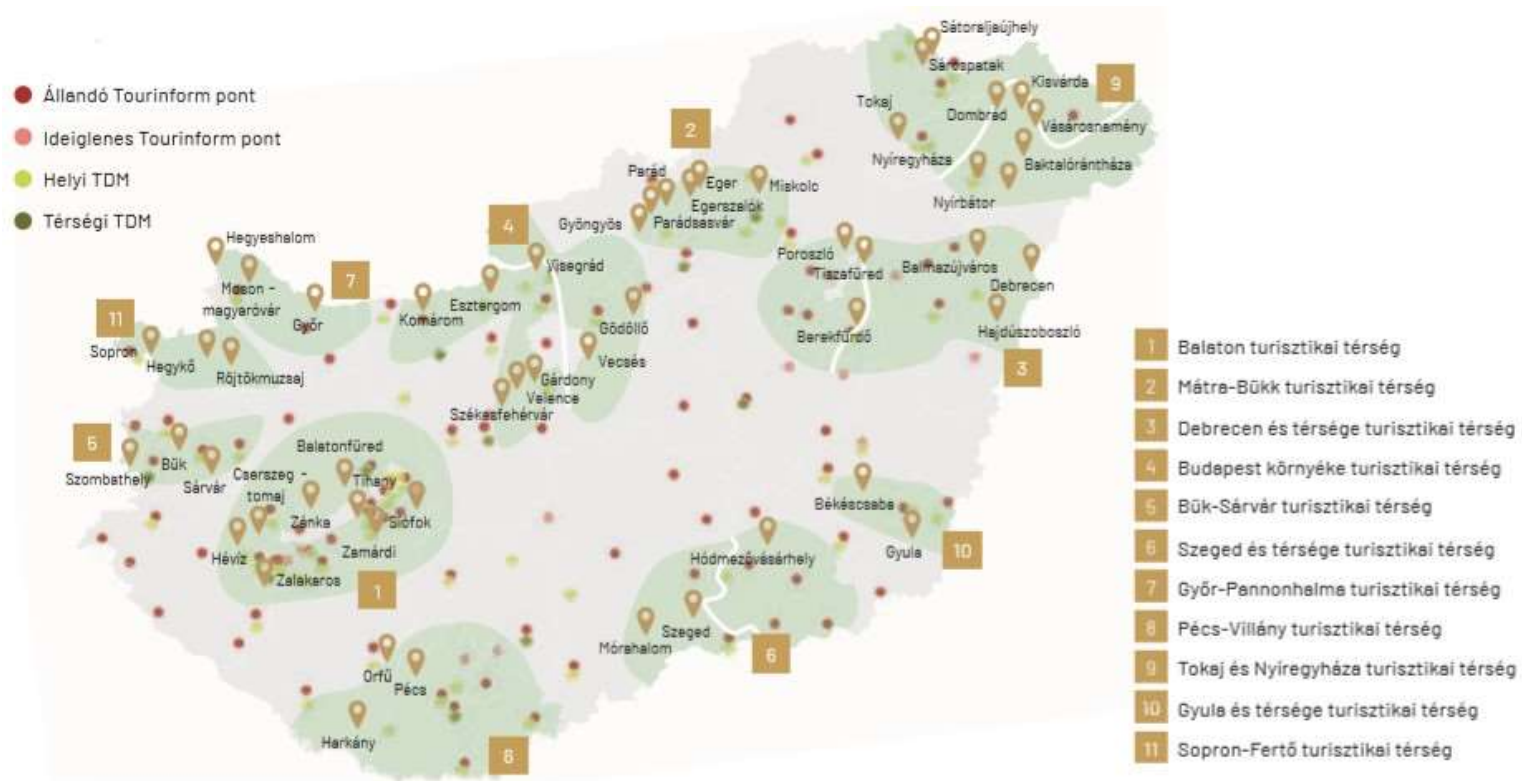 Állandó Tourinform pont
Ideiglenes Tourinform pont
Helyi TDM
Térségi TDM
Sátoraljaújhely
Sárospatak
Kisvárda
9
Tokaj
Dombrád
Vásárosnamény
Nyíregyháza
Baktalórántháza
Nyírbátor
2
Parád
Eger
Miskolc
Egerszalók
Gyöngyös
Parádsasvár
4
Visegrád
Hegyeshalom
Moson -
magyaróvár
7
Győr
Komárom
Esztergom
Gödöllő
Vecsés
Poroszló
Tiszafüred
Balmazújváros
Debrecen
Berekfürdő
Hajdúszoboszló
3
11
Sopron
Hegykő
Röjtökmuzsaj
Gárdony
Velence
Székesfehérvár
5
Bük
Szombathely
Sárvár
Balatonfüred
Cserszeg -
tomaj
Tihany
Zánka
Siófok
Hévíz
Zamárdi
Zalakaros
1
Békéscsaba
Gyula
10
Hódmezővásárhely
Szeged
Mórahalom
6
Orfű
Pécs
Harkány
8
1 Balaton turisztikai térség
2 Mátra-Bükk turisztikai térség
3 Debrecen és térsége turisztikai térség
4 Budapest környéke turisztikai térség
5 Bük-Sárvár turisztikai térség
6 Szeged és térsége turisztikai térség
7 Győr-Pannonhalma turisztikai térség
8 Pécs-Villány turisztikai térség
9 Tokaj és Nyíregyháza turisztikai térség
10 Gyula és térsége turisztikai térség
11 Sopron-Fertő turisztikai térség